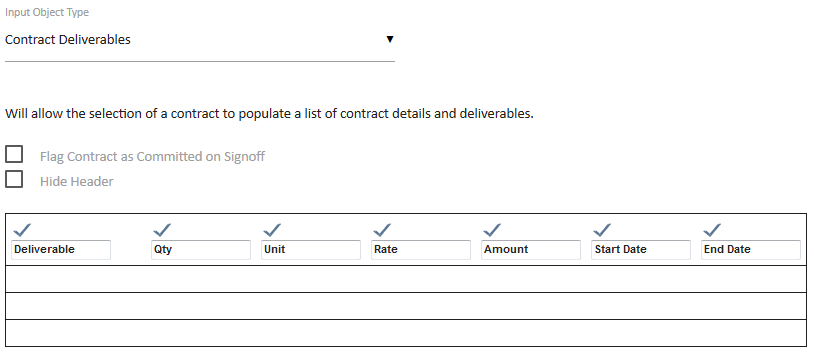 Input Object Type
Contract Deliverables
Will allow the selection of a contract to populate a list of contract details and deliverables.
Flag Contract as Committed on Signoff
Hide Header
Deliverable Qty Unit Rate Amount Start Date End Date